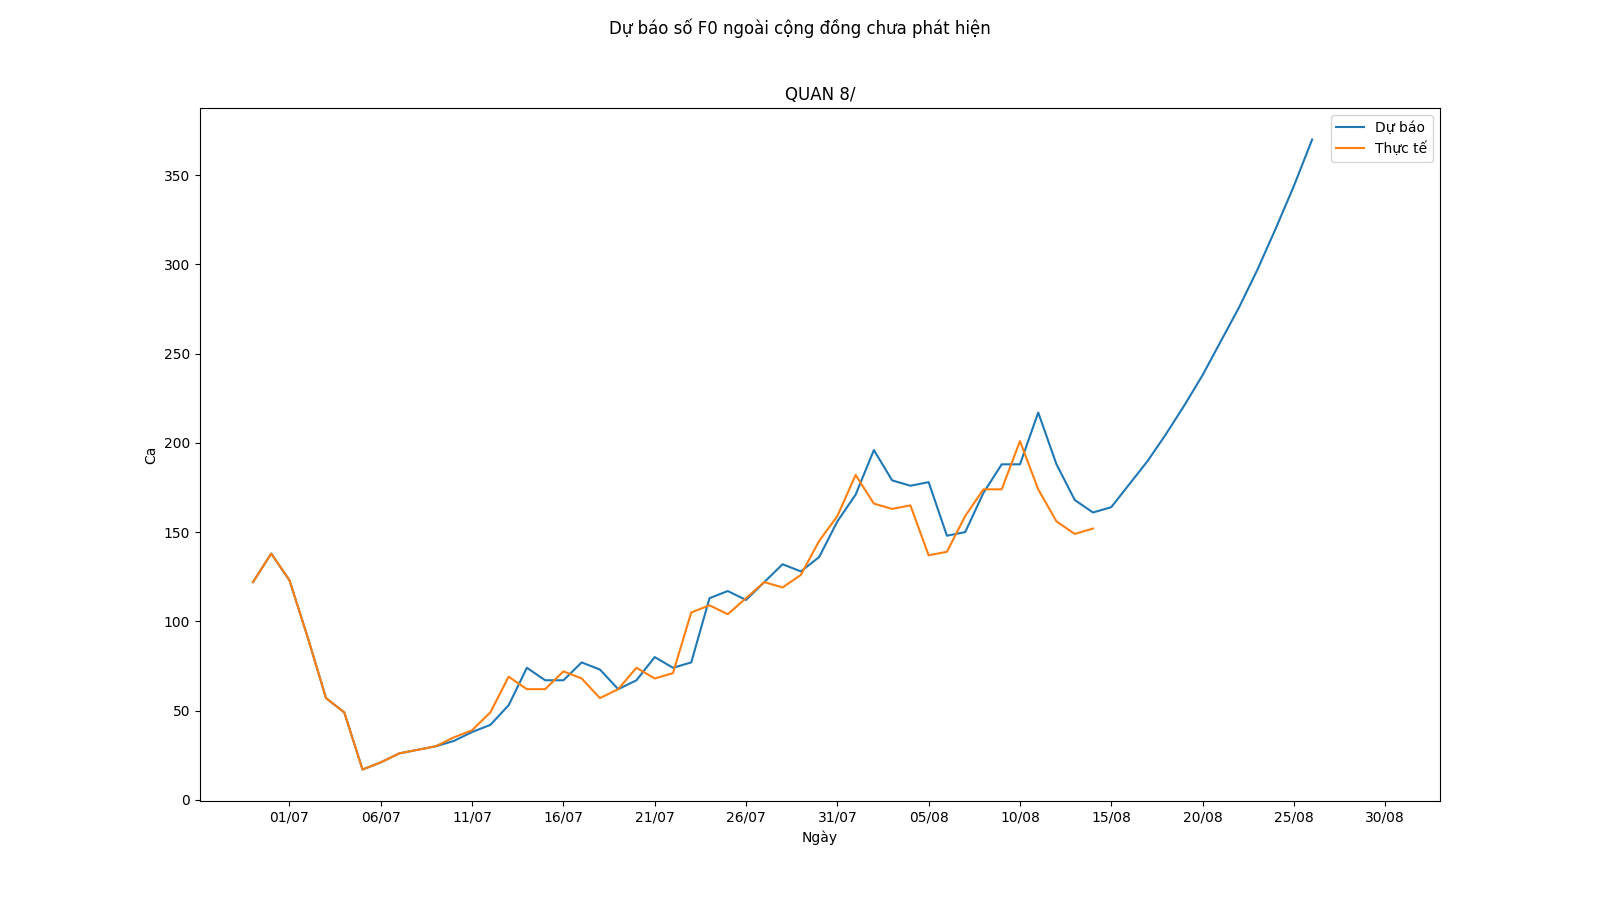 Dự báo số F0 ngoài cộng đồng chưa phát hiện
QUAN 8/
Dự báo
Thực tế
350
300
250
200
150
100
50
0
Ca
01/07 06/07 11/07 16/07 21/07 26/07 31/07 05/08 10/08 15/08 20/08 25/08 30/08
Ngày